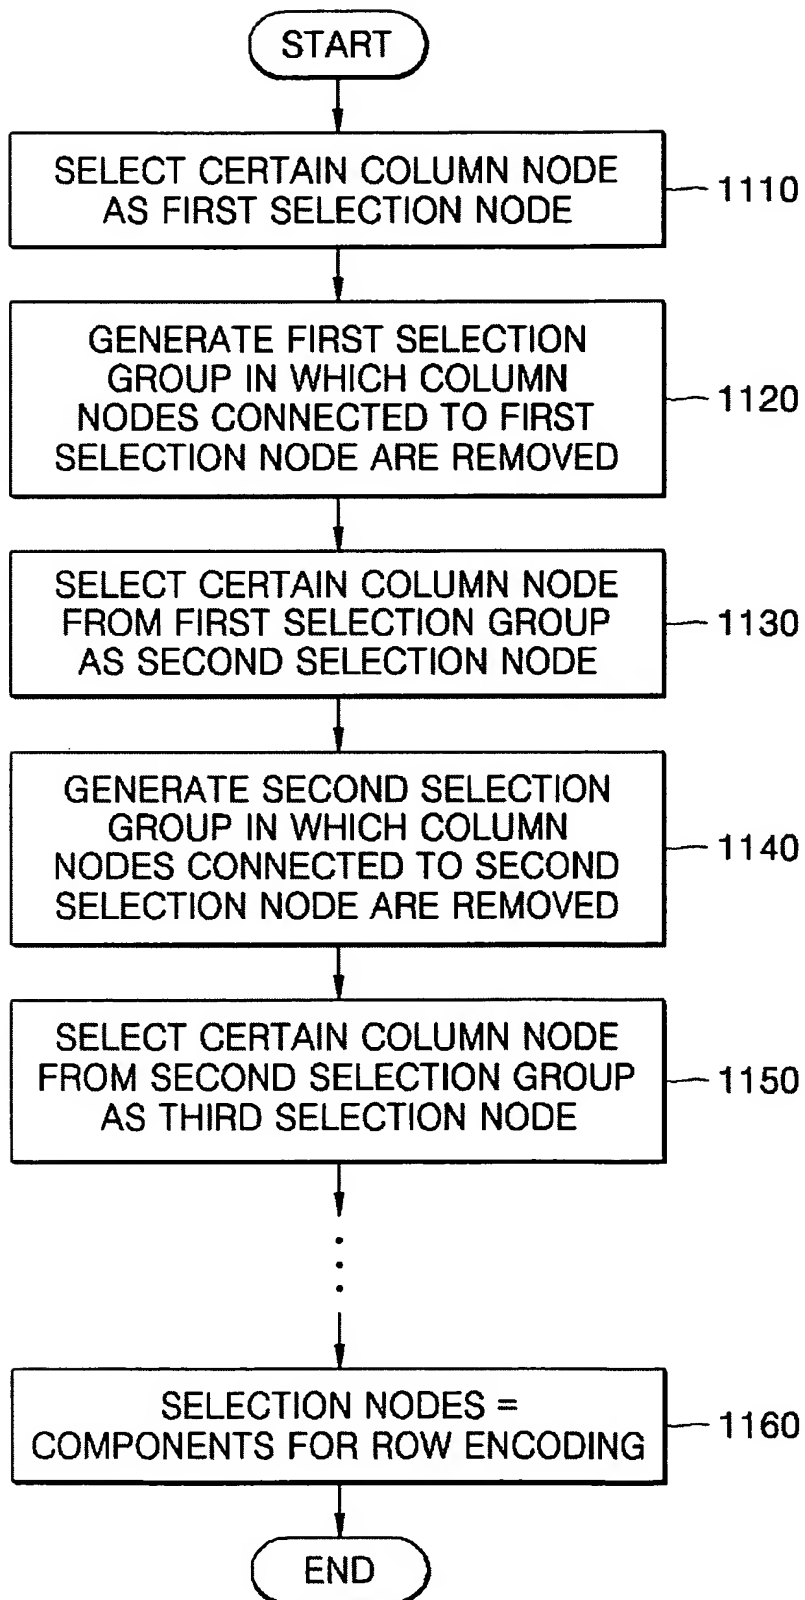 START
SELECT CERTAIN COLUMN NODE
AS FIRST SELECTION NODE
1110
GENERATE FIRST SELECTION
GROUP IN WHICH COLUMN
NODES CONNECTED TO FIRST
SELECTION NODE ARE REMOVED
1120
SELECT CERTAIN COLUMN NODE
FROM FIRST SELECTION GROUP
AS SECOND SELECTION NODE
1130
GENERATE SECOND SELECTION
GROUP IN WHICH COLUMN
NODES CONNECTED TO SECOND
SELECTION NODE ARE REMOVED
1140
SELECT CERTAIN COLUMN NODE
FROM SECOND SELECTION GROUP
AS THIRD SELECTION NODE
1150
SELECTION NODES =
COMPONENTS FOR ROW ENCODING
1160
END